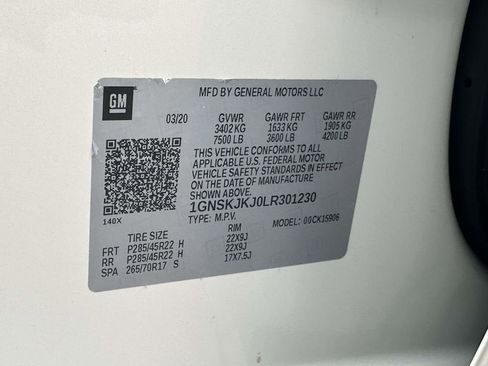 MFD BY GENERAL MOTORS LLC
GM
03/20 GVWR GAWR FRT GAWR RR
3402 KG 1633 KG 1905 KG
7500 LB 3600 LB 4200 LB
THIS VEHICLE CONFORMS TO ALL
APPLICABLE U.S. FEDERAL MOTOR
VEHICLE SAFETY STANDARDS IN EFFECT
ON THE DATE OF MANUFACTURE
SHOWN ABOVE.
1GNSKJKJ0LR301230
TYPE: M.P.V. MODEL: 00CK15906
140X
TIRE SIZE RIM
FRT P285/45R22 H 22X9J
RR P285/45R22 H 22X9J
SPA 265/70R17 S 17X7.5J